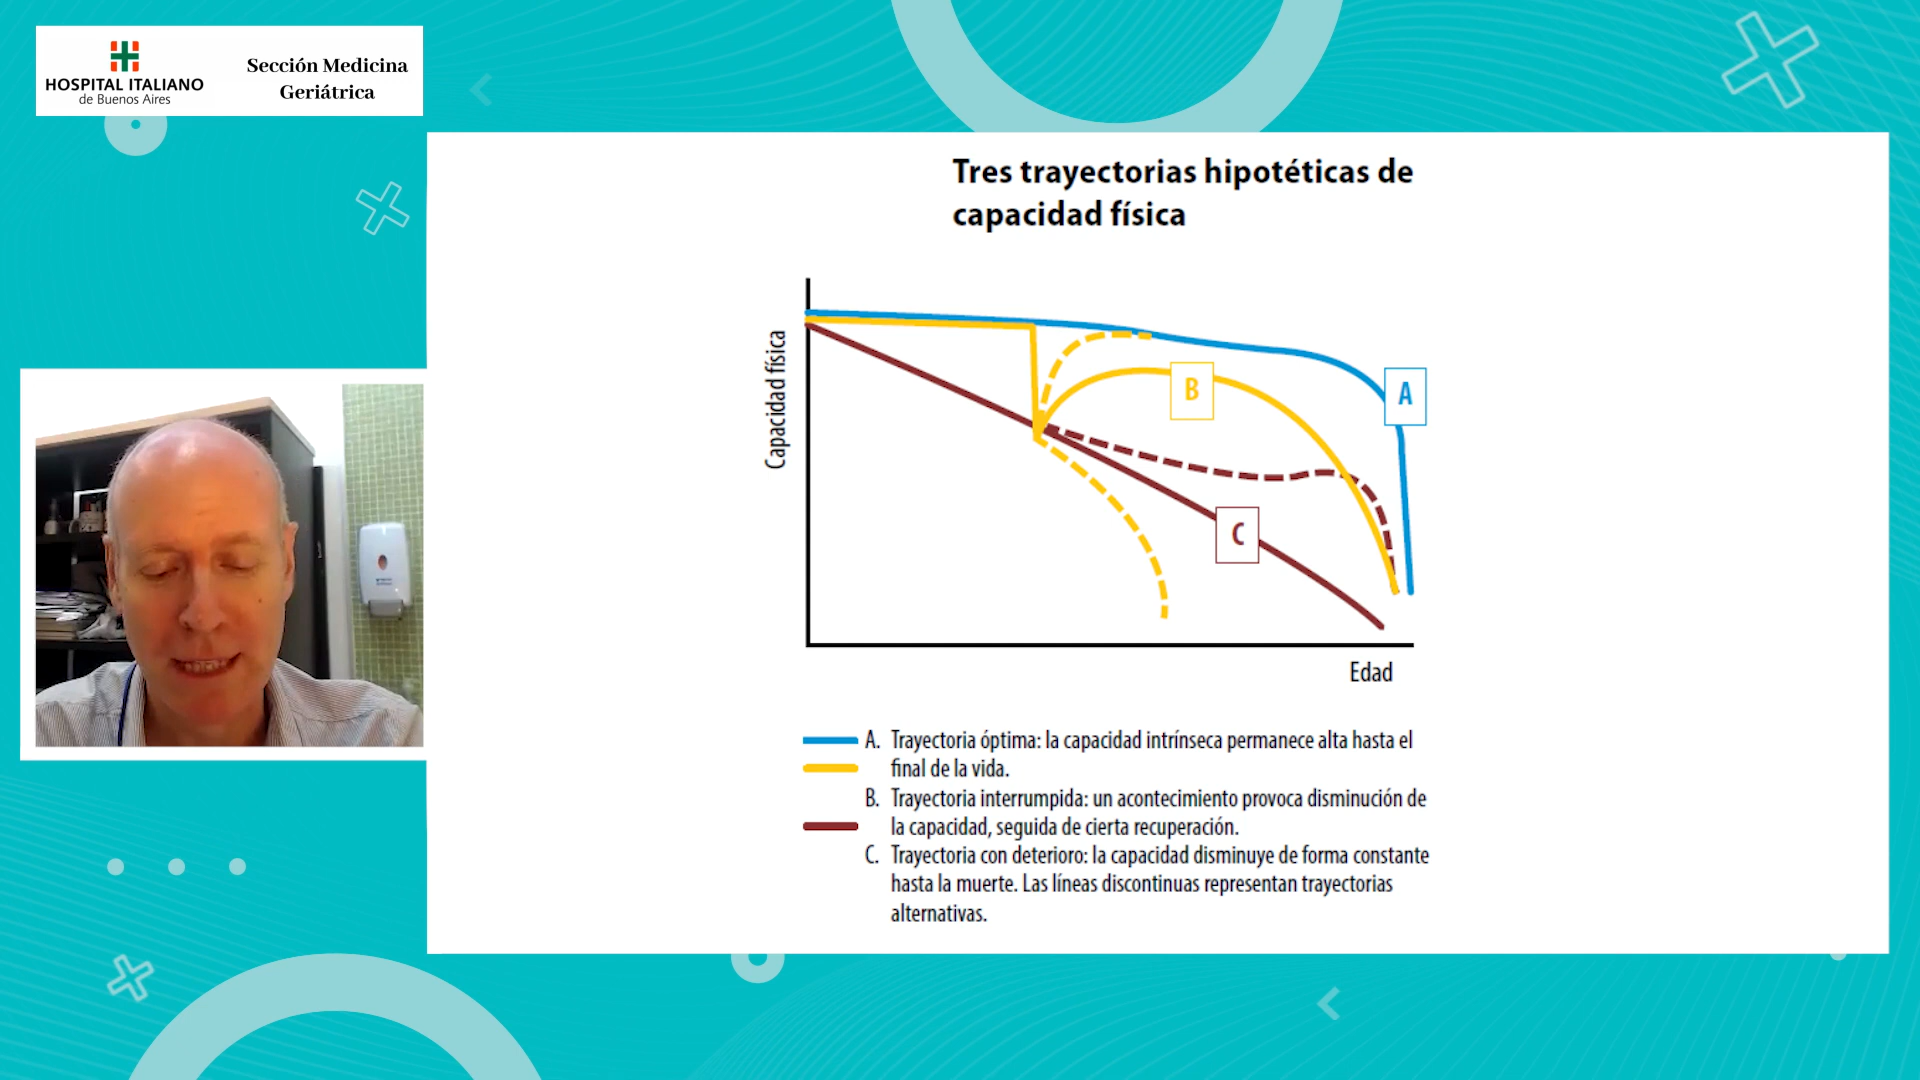 HOSPITAL ITALIANO
de Buenos Aires
Sección Medicina
Geriátrica
Tres trayectorias hipotéticas de
capacidad física
Capacidad física
A
B
C
Edad
A. Trayectoria óptima: la capacidad intrínseca permanece alta hasta el
final de la vida.
B. Trayectoria interrumpida: un acontecimiento provoca disminución de
la capacidad, seguida de cierta recuperación.
C. Trayectoria con deterioro: la capacidad disminuye de forma constante
hasta la muerte. Las líneas discontinuas representan trayectorias
alternativas.